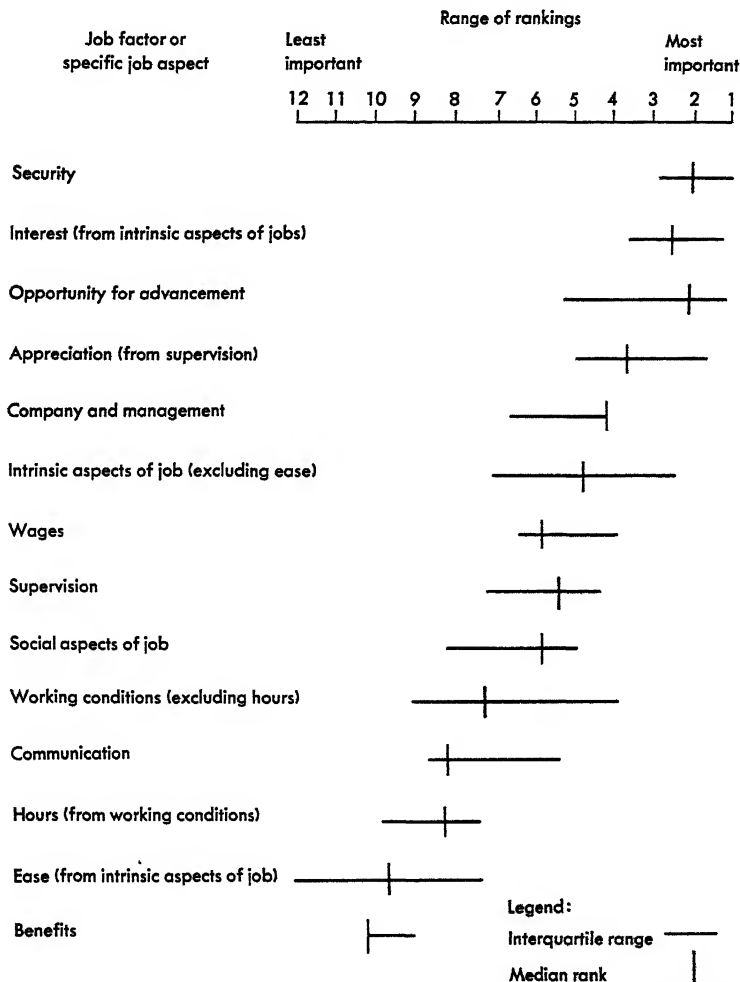 Range of rankings
Job factor or
specific job aspect
Least
important
Most
important
12 11 10 9 8 7 6 5 4 3 2 1
Security
Interest (from intrinsic aspects of jobs)
Opportunity for advancement
Appreciation (from supervision)
Company and management
Intrinsic aspects of job (excluding ease)
Wages
Supervision
Social aspects of job
Working conditions (excluding hours)
Communication
Hours (from working conditions)
Ease (from intrinsic aspects of job)
Benefits
Legend:
Interquartile range
Median rank